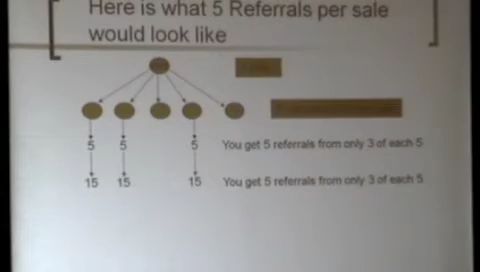 Here is what 5 Referrals per sale
would look like
5 5 5 You get 5 referrals from only 3 of each 5
15 15 15 You get 5 referrals from only 3 of each 5